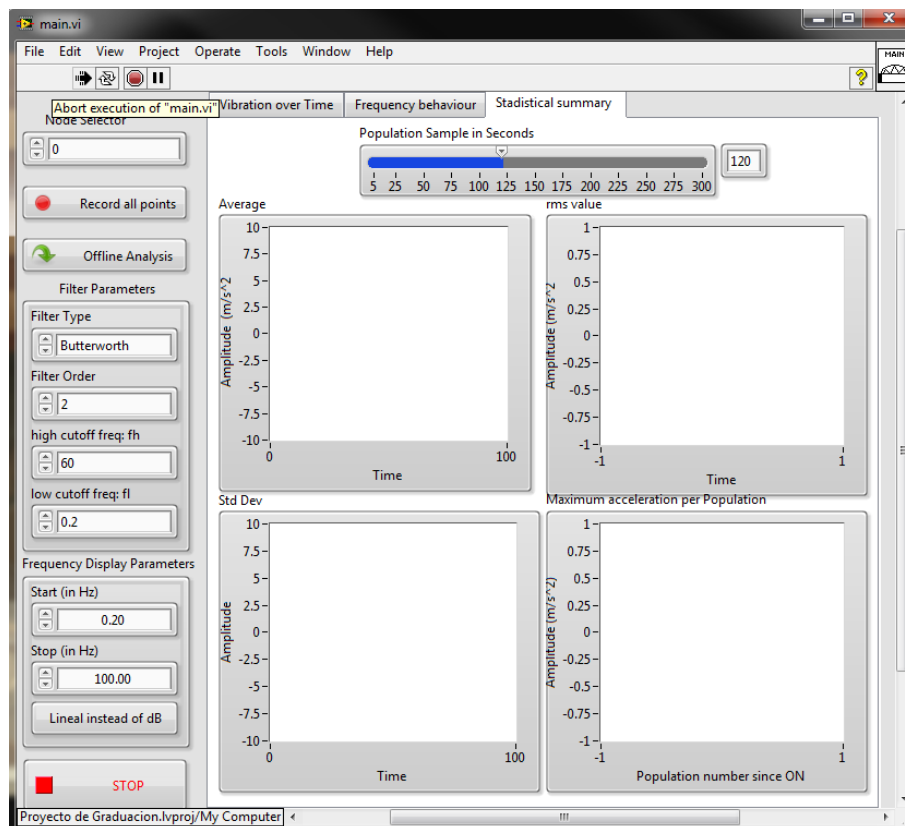 main.vi
File Edit View Project Operate Tools Window Help
MAIN
?
Abort execution of "main.vi"
Vibration over Time Frequency behaviour Stadistical summary
Node Selector
0
Record all points
Offline Analysis
Filter Parameters
Filter Type
Butterworth
Filter Order
2
high cutoff freq: fh
60
low cutoff freq: fl
0.2
Frequency Display Parameters
Start (in Hz)
0.20
Stop (in Hz)
100.00
Lineal instead of dB
STOP
Proyecto de Graduacion.lvproj/My Computer
Population Sample in Seconds
120
5 25 50 75 100 125 150 175 200 225 250 275 300
Average
Amplitude (m/s^2)
10
7.5
5
2.5
0
-2.5
-5
-7.5
-10
0 100
Time
rms value
Amplitude (m/s^2
1
0.75
0.5
0.25
0
-0.25
-0.5
-0.75
-1
-1 1
Time
Std Dev
Amplitude
10
7.5
5
2.5
0
-2.5
-5
-7.5
-10
0 100
Time
Maximum acceleration per Population
Amplitude (m/s^2)
1
0.75
0.5
0.25
0
-0.25
-0.5
-0.75
-1
-1 1
Population number since ON